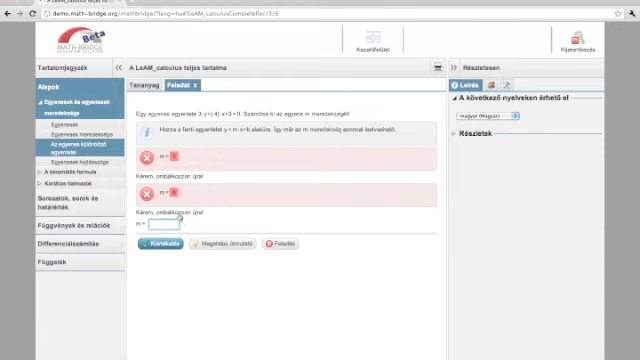 demo.math-bridge.org/mathbridge/?lang=hu#LeAM_calculusCompleteRec/3/6
MATH-BRIDGE
Beta
Kezelőfelület
Kijelentkezés
Tartalomjegyzék
A LeAM_calculus teljes tartalma
Részletesen
Alapok
Egyenesek és egyenesek meredeksége
Egyenesek
Egyenesek meredeksége
Az egyenes különböző egyenletei
Egyenesek hajlásszöge
A kéttermű formula
Korlátos halmazok
Sorozatok, sorok és határérték
Függvények és relációk
Differenciálszámítás
Függelék
Tananyag
Feladat x
Egy egyenes egyenlete 3·y+(-4)·x+3=0. Számítsa ki az egyenes m meredekségét!
Hozza a fenti egyenletet y=m·x+b alakúra. Így már az m meredekség azonnal leolvasható.
m =
Kérem, próbálkozzon újra!
m =
Kérem, próbálkozzon újra!
m =
Kiértékelés
Megoldási útmutató
Feladás
Leírás
A következő nyelveken érhető el
magyar (Magyar)
Részletek